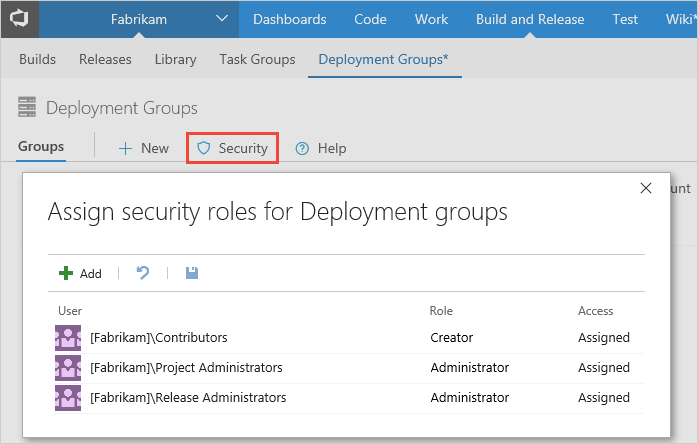 Fabrikam Dashboards Code Work Build and Release Test Wiki*
Builds Releases Library Task Groups Deployment Groups*
Deployment Groups
Groups New Security Help
unt
Assign security roles for Deployment groups
Add
User Role Access
[Fabrikam]\Contributors Creator Assigned
[Fabrikam]\Project Administrators Administrator Assigned
[Fabrikam]\Release Administrators Administrator Assigned